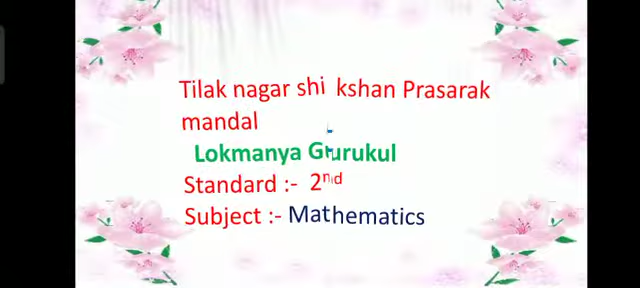 Tilak nagar shi kshan Prasarak
mandal
Lokmanya Gurukul
Standard :- 2nd
Subject :- Mathematics